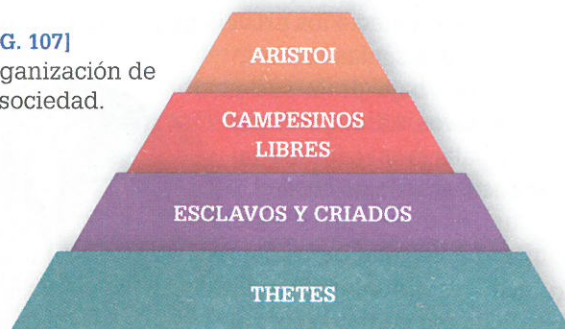 G. 107]
ganización de
sociedad.
ARISTOI
CAMPESINOS
LIBRES
ESCLAVOS Y CRIADOS
THETES